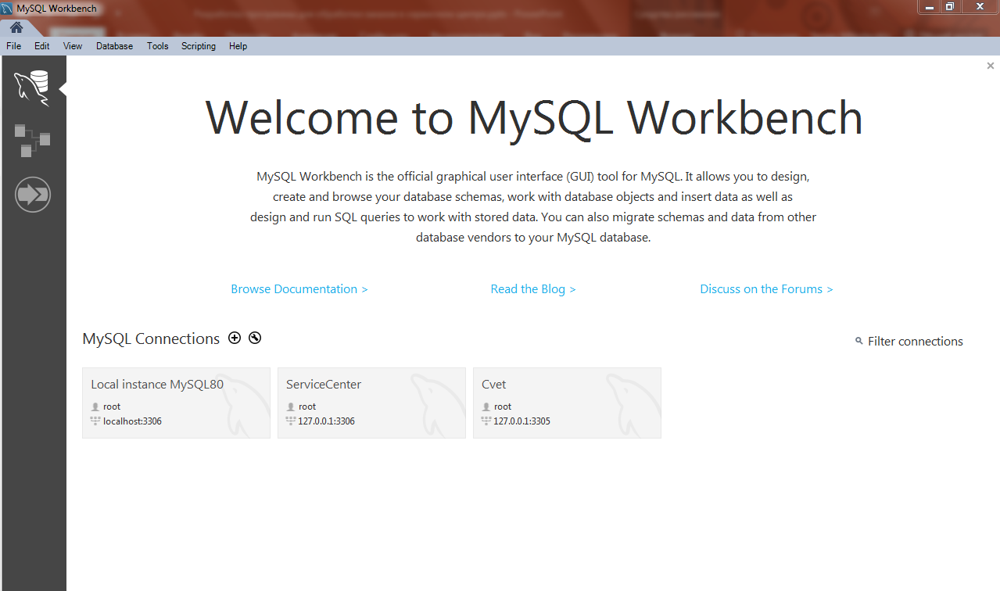 MySQL Workbench
File Edit View Database Tools Scripting Help
Welcome to MySQL Workbench
MySQL Workbench is the official graphical user interface (GUI) tool for MySQL. It allows you to design,
create and browse your database schemas, work with database objects and insert data as well as
design and run SQL queries to work with stored data. You can also migrate schemas and data from other
database vendors to your MySQL database.
Browse Documentation > Read the Blog > Discuss on the Forums >
MySQL Connections Filter connections
Local instance MySQL80 ServiceCenter Cvet
root root root
localhost:3306 127.0.0.1:3306 127.0.0.1:3305